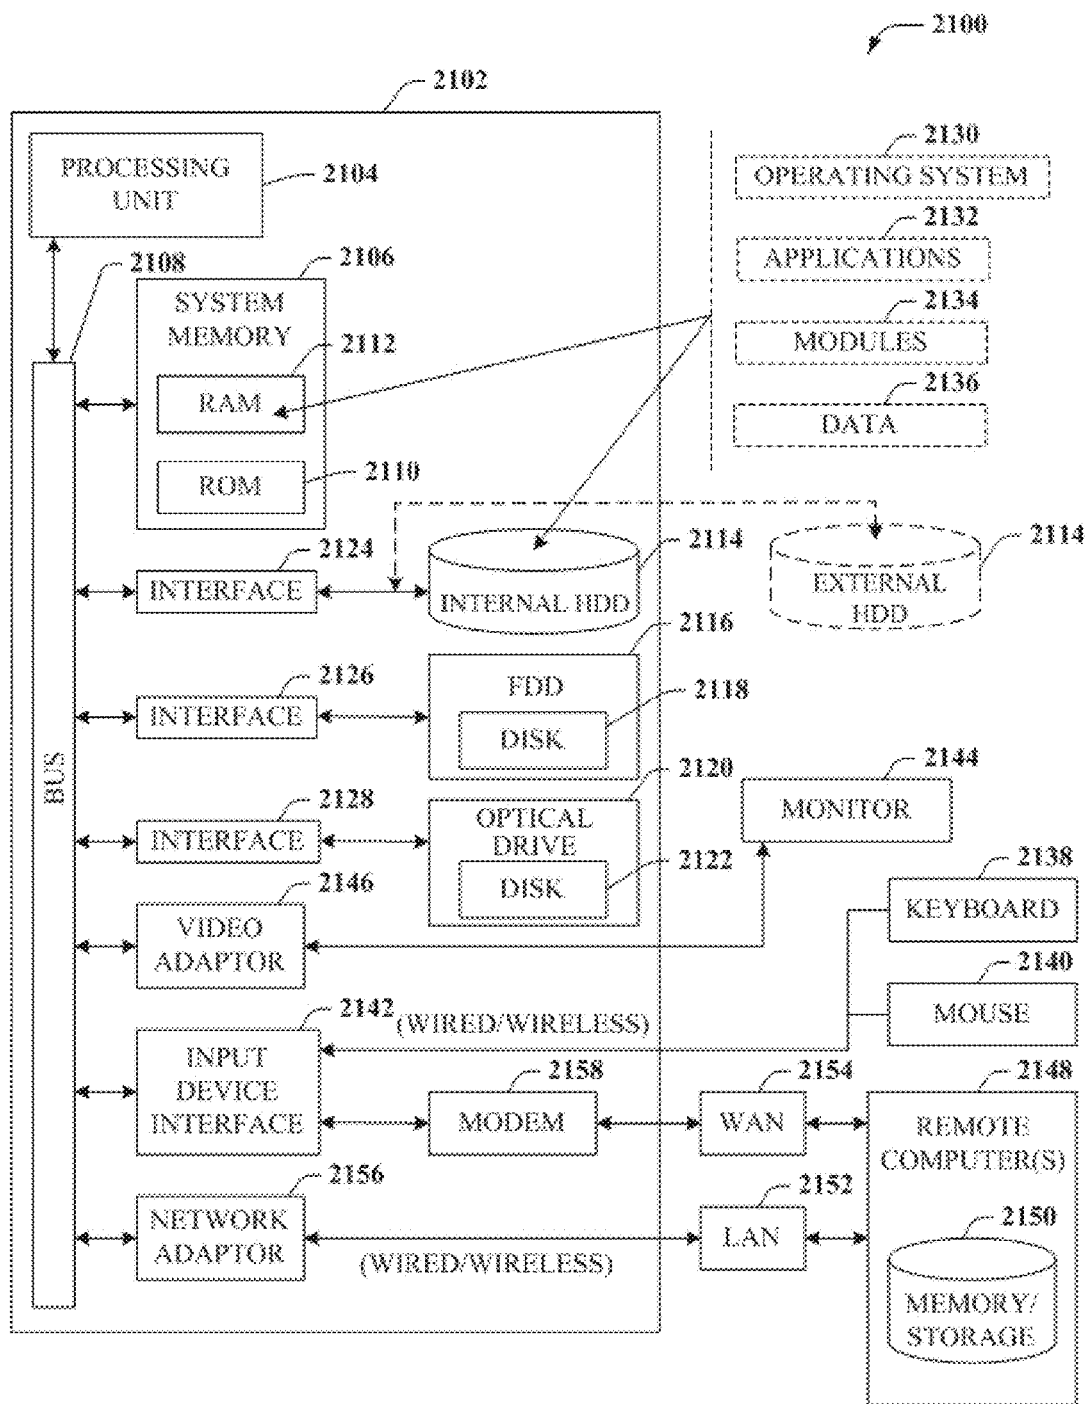 2100
2102
PROCESSING
UNIT
2104
2108
2106
SYSTEM
MEMORY
2112
RAM
ROM
2110
2130
OPERATING SYSTEM
2132
APPLICATIONS
2134
MODULES
2136
DATA
2124
INTERFACE
2114
INTERNAL HDD
2114
EXTERNAL
HDD
2116
2126
INTERFACE
FDD
2118
DISK
BUS
2120
2128
INTERFACE
OPTICAL
DRIVE
2122
DISK
2144
MONITOR
2146
VIDEO
ADAPTOR
2138
KEYBOARD
2140
MOUSE
2142
(WIRED/WIRELESS)
INPUT
DEVICE
INTERFACE
2158
MODEM
2154
WAN
2148
REMOTE
COMPUTER(S)
2156
NETWORK
ADAPTOR
(WIRED/WIRELESS)
2152
LAN
2150
MEMORY/
STORAGE